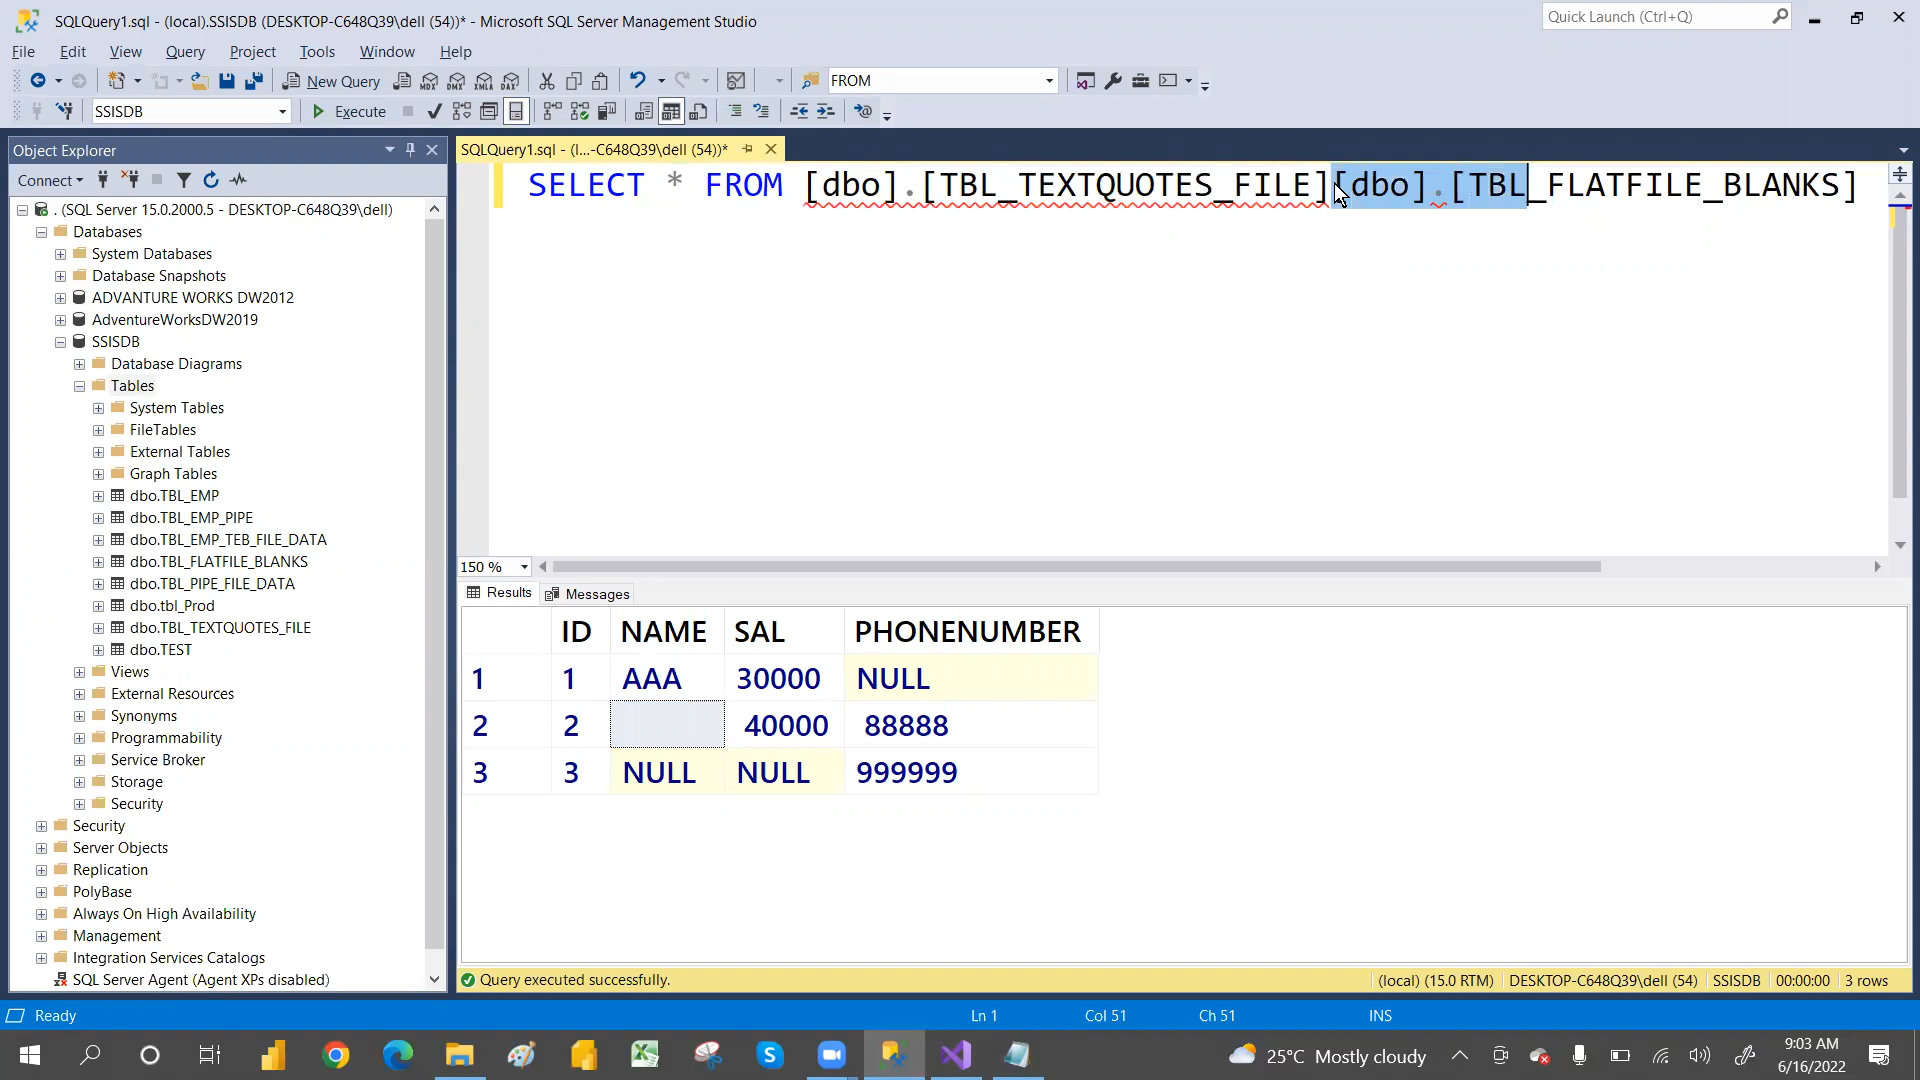 SQLQuery1.sql - (local).SSISDB (DESKTOP-C648Q39\dell (54))* - Microsoft SQL Server Management Studio
Quick Launch (Ctrl+Q)
File Edit View Query Project Tools Window Help
New Query
MDX DMX XMLA DAX
FROM
SSISDB
Execute
Object Explorer
SQLQuery1.sql - (l...-C648Q39\dell (54))*
Connect
SELECT * FROM [dbo].[TBL_TEXTQUOTES_FILE][dbo].[TBL_FLATFILE_BLANKS]
. (SQL Server 15.0.2000.5 - DESKTOP-C648Q39\dell)
Databases
System Databases
Database Snapshots
ADVANTURE WORKS DW2012
AdventureWorksDW2019
SSISDB
Database Diagrams
Tables
System Tables
FileTables
External Tables
Graph Tables
dbo.TBL_EMP
dbo.TBL_EMP_PIPE
dbo.TBL_EMP_TEB_FILE_DATA
dbo.TBL_FLATFILE_BLANKS
dbo.TBL_PIPE_FILE_DATA
dbo.tbl_Prod
dbo.TBL_TEXTQUOTES_FILE
dbo.TEST
Views
External Resources
Synonyms
Programmability
Service Broker
Storage
Security
Security
Server Objects
Replication
PolyBase
Always On High Availability
Management
Integration Services Catalogs
SQL Server Agent (Agent XPs disabled)
150 %
Results Messages
ID NAME SAL PHONENUMBER
1 1 AAA 30000 NULL
2 2 40000 88888
3 3 NULL NULL 999999
Query executed successfully.
(local) (15.0 RTM) DESKTOP-C648Q39\dell (54) SSISDB 00:00:00 3 rows
Ready
Ln 1 Col 51 Ch 51 INS
25°C Mostly cloudy
9:03 AM
6/16/2022